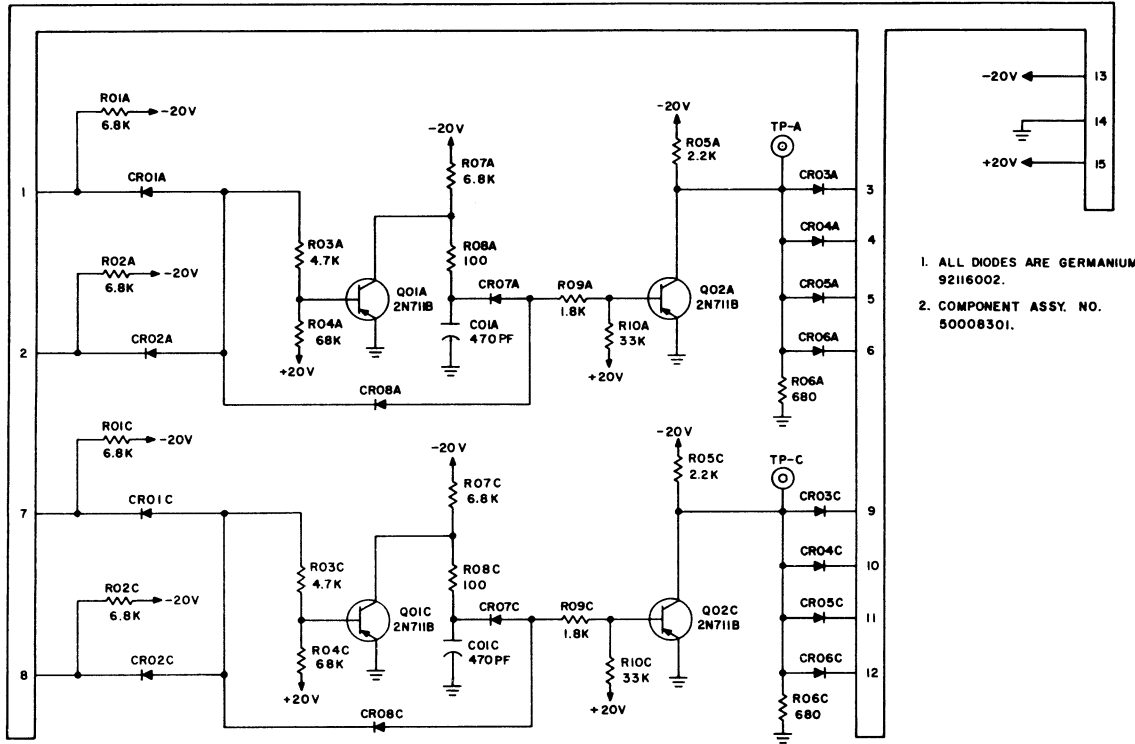 R01A
6.8K
-20V
CR01A
1
R02A
6.8K
-20V
CR02A
2
R03A
4.7K
R04A
68K
+20V
Q01A
2N711B
-20V
R07A
6.8K
R08A
100
CR07A
C01A
470PF
R09A
1.8K
R10A
33K
+20V
CR08A
-20V
R05A
2.2K
Q02A
2N711B
TP-A
CR03A
3
CR04A
4
CR05A
5
CR06A
6
R06A
680
R01C
6.8K
-20V
CR01C
7
R02C
6.8K
-20V
CR02C
8
R03C
4.7K
R04C
68K
+20V
Q01C
2N711B
-20V
R07C
6.8K
R08C
100
CR07C
C01C
470PF
R09C
1.8K
R10C
33K
+20V
CR08C
-20V
R05C
2.2K
Q02C
2N711B
TP-C
CR03C
9
CR04C
10
CR05C
11
CR06C
12
R06C
680
-20V
13
14
+20V
15
1. ALL DIODES ARE GERMANIUM
92116002.
2. COMPONENT ASSY. NO.
50008301.